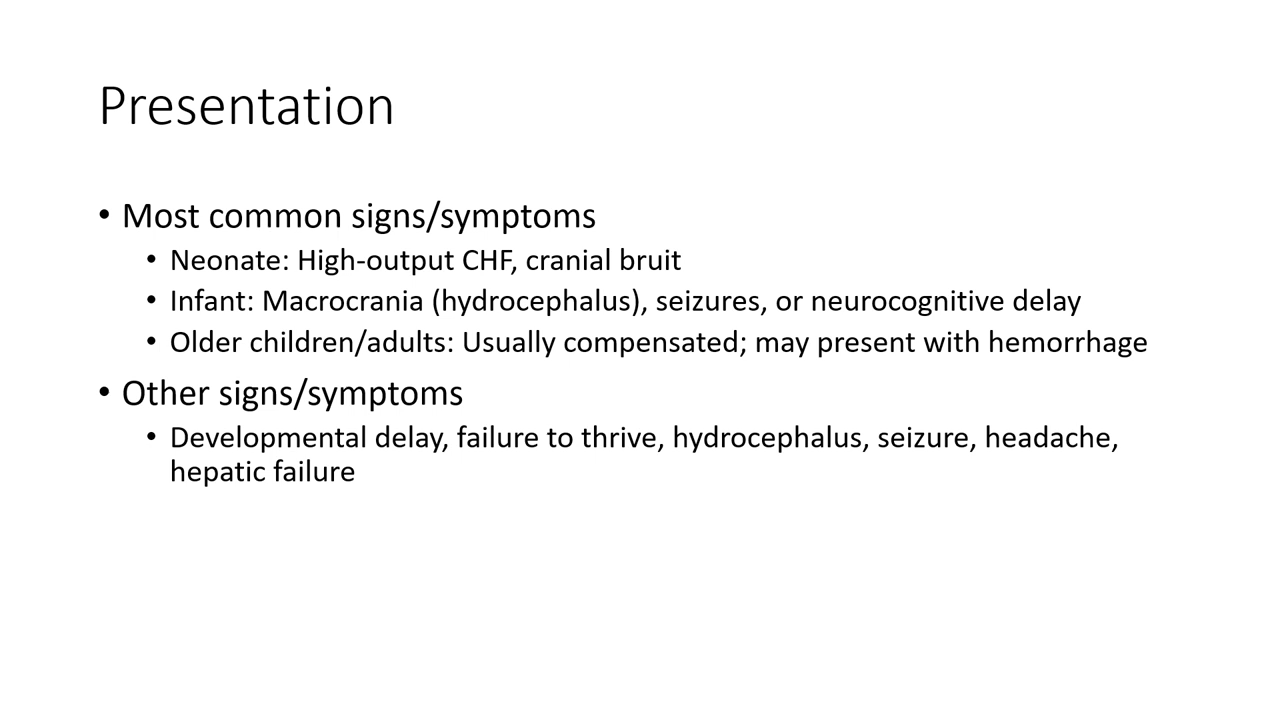 Presentation
• Most common signs/symptoms
• Neonate: High-output CHF, cranial bruit
• Infant: Macrocrania (hydrocephalus), seizures, or neurocognitive delay
• Older children/adults: Usually compensated; may present with hemorrhage
• Other signs/symptoms
• Developmental delay, failure to thrive, hydrocephalus, seizure, headache,
hepatic failure